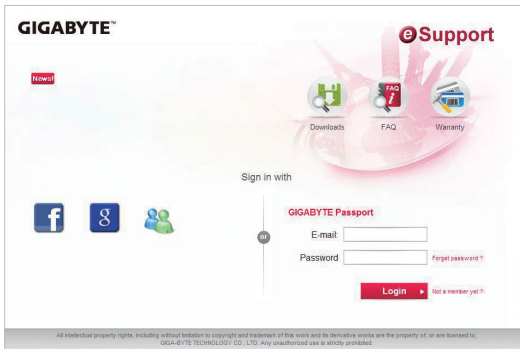 GIGABYTE™
eSupport
News!
FAQ
Downloads
FAQ
Warranty
Sign in with
f
g
or
GIGABYTE Passport
E-mail:
Password
Forget password ?
Login
Not a member yet ?
All intellectual property rights, including without limitation to copyright and trademark of this work and its derivative works are the property of, or are licensed to,
GIGA-BYTE TECHNOLOGY CO., LTD. Any unauthorized use is strictly prohibited.